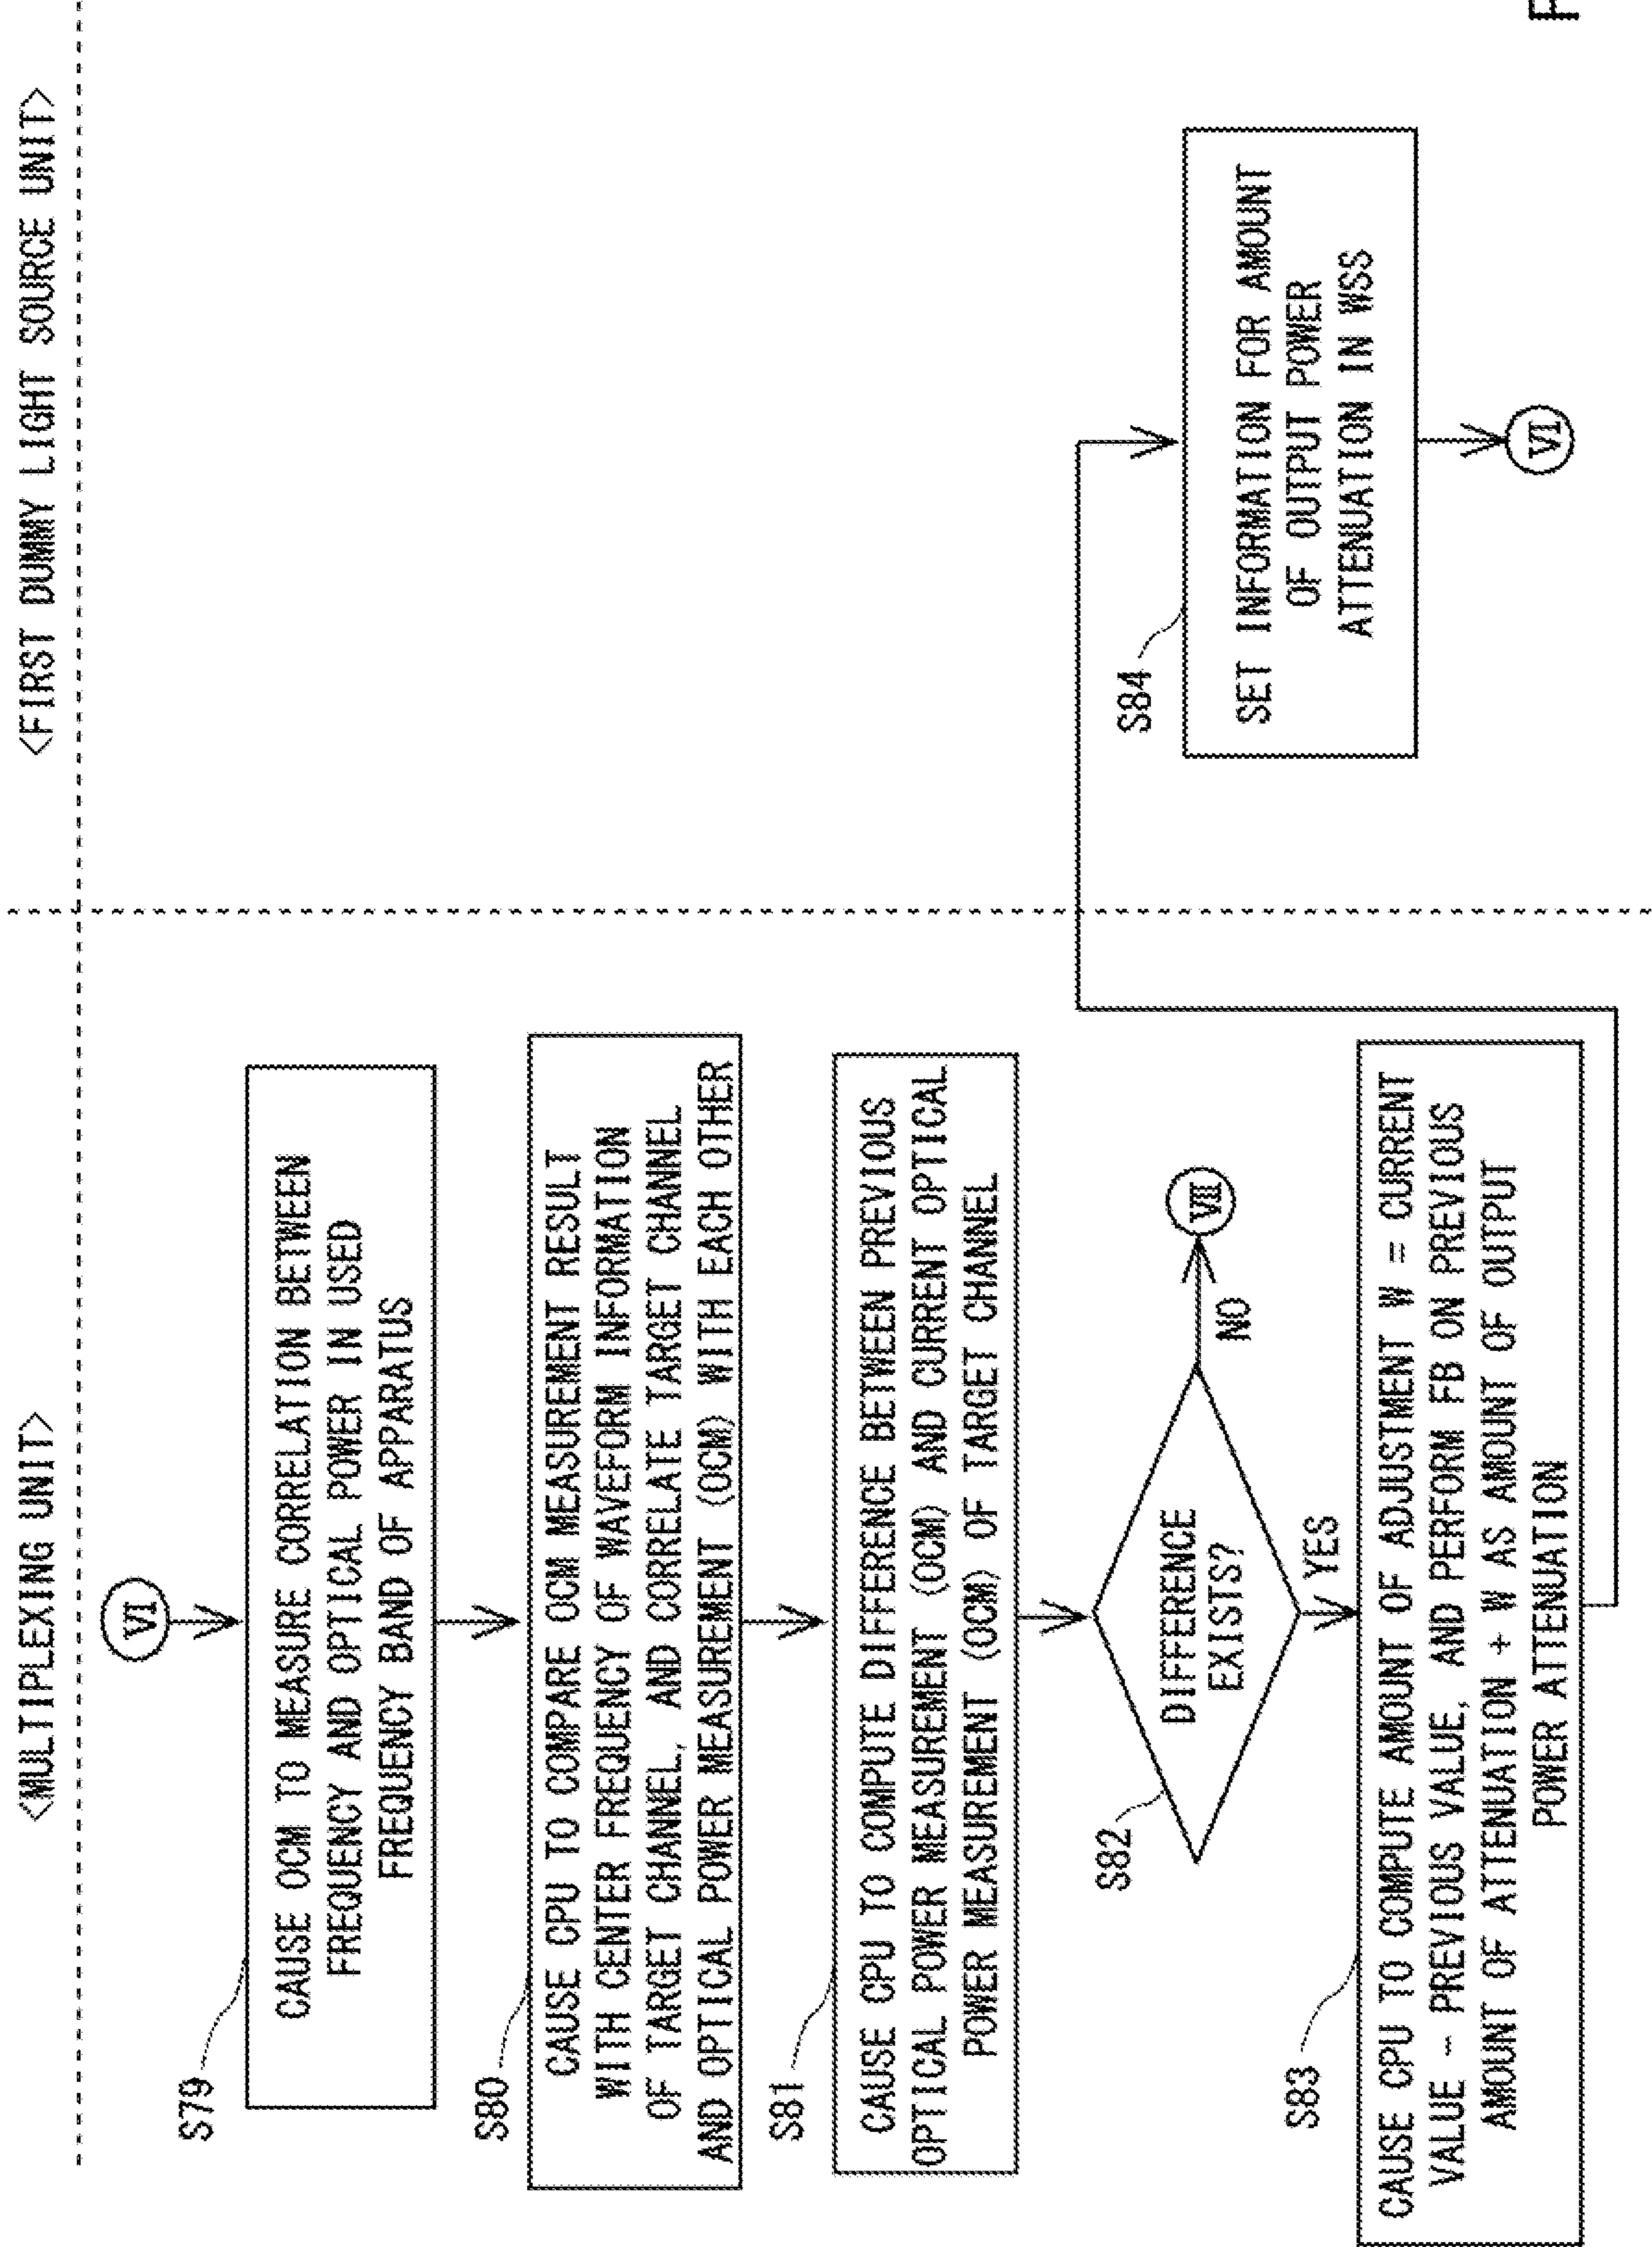 <MULTIPLEXING UNIT>
<FIRST DUMMY LIGHT SOURCE UNIT>
VI
S79
CAUSE OCM TO MEASURE CORRELATION BETWEEN
FREQUENCY AND OPTICAL POWER IN USED
FREQUENCY BAND OF APPARATUS
S80
CAUSE CPU TO COMPARE OCM MEASUREMENT RESULT
WITH CENTER FREQUENCY OF WAVEFORM INFORMATION
OF TARGET CHANNEL, AND CORRELATE TARGET CHANNEL
AND OPTICAL POWER MEASUREMENT (OCM) WITH EACH OTHER
S81
CAUSE CPU TO COMPUTE DIFFERENCE BETWEEN PREVIOUS
OPTICAL POWER MEASUREMENT (OCM) AND CURRENT OPTICAL
POWER MEASUREMENT (OCM) OF TARGET CHANNEL
S82
DIFFERENCE
EXISTS?
NO
VIII
YES
S83
CAUSE CPU TO COMPUTE AMOUNT OF ADJUSTMENT W = CURRENT
VALUE - PREVIOUS VALUE, AND PERFORM FB ON PREVIOUS
AMOUNT OF ATTENUATION + W AS AMOUNT OF OUTPUT
POWER ATTENUATION
S84
SET INFORMATION FOR AMOUNT
OF OUTPUT POWER
ATTENUATION IN WSS
VI